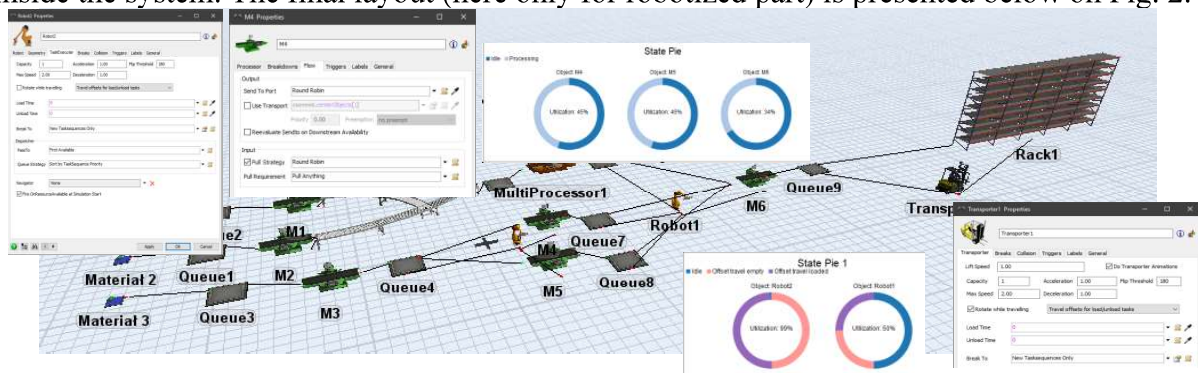 inside the system. The final layout (here only for robotized part) is presented below on Fig. 2.
Robot2 Properties
Robot2
Robot Geometry TaskExecuter Breaks Collision Triggers Labels General
Capacity 1 Acceleration 1.00 Flip Threshold 180
Max Speed 2.00 Deceleration 1.00
Rotate while travelling Travel offsets for load/unload tasks
Load Time 0
Unload Time 0
Break To New Tasksequences Only
Dispatcher
Pass To First Available
Queue Strategy Sort by TaskSequence Priority
Navigator None
Fire OnResourceAvailable at Simulation Start
Apply OK Cancel
M4 Properties
M4
Processor Breakdowns Flow Triggers Labels General
Output
Send To Port Round Robin
Use Transport
Priority 0.00 Preemption no preempt
Reevaluate Sendto on Downstream Availability
Input
Pull Strategy Round Robin
Pull Requirement Pull Anything
State Pie
Idle Processing
Object: M4 Object: M5 Object: M6
Utilization: 45% Utilization: 45% Utilization: 34%
Rack1
MultiProcessor1
Queue9
M6
Transp
Robot1
Queue7
M4
M1
Queue8
M5
Material 2
Queue1
M2
Queue4
Material 3
Queue3
M3
State Pie 1
Idle Offset travel empty Offset travel loaded
Object: Robot2 Object: Robot1
Utilization: 99% Utilization: 50%
Transporter1 Properties
Transporter1
Transporter Breaks Collision Triggers Labels General
Lift Speed 1.00 Do Transporter Animations
Capacity 1 Acceleration 1.00 Flip Threshold 180
Max Speed 2.00 Deceleration 1.00
Rotate while travelling Travel offsets for load/unload tasks
Load Time 0
Unload Time 0
Break To New Tasksequences Only